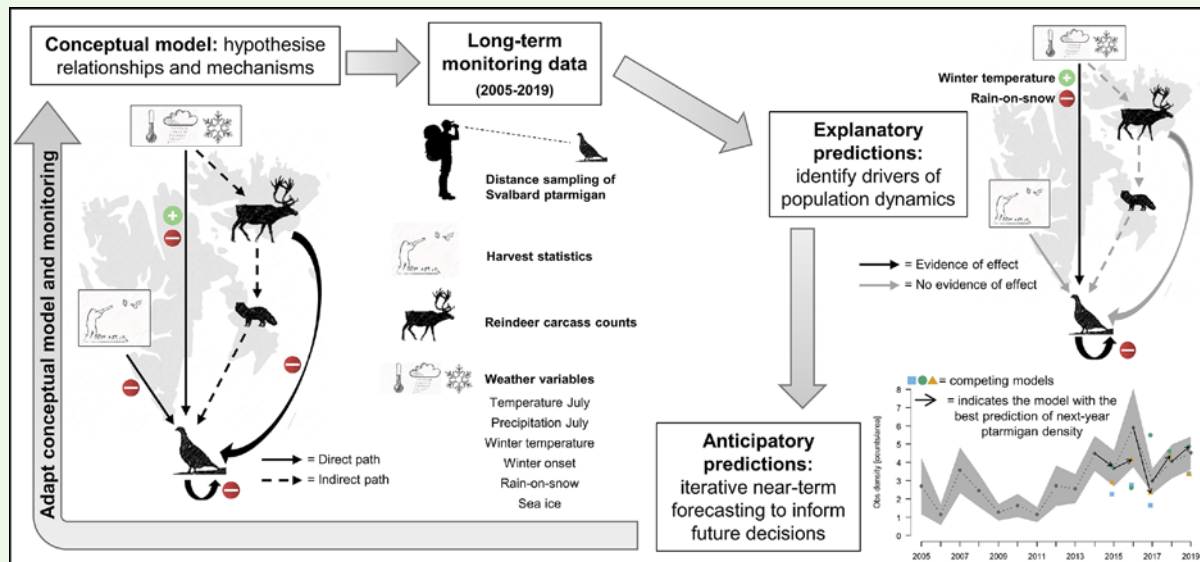 Conceptual model: hypothesise
relationships and mechanisms
Long-term
monitoring data
(2005-2019)
Adapt conceptual model and monitoring
= Direct path
= Indirect path
Distance sampling of
Svalbard ptarmigan
Harvest statistics
Reindeer carcass counts
Weather variables
Temperature July
Precipitation July
Winter temperature
Winter onset
Rain-on-snow
Sea ice
Explanatory
predictions:
identify drivers
of population
dynamics
Winter temperature
Rain-on-snow
= Evidence of effect
= No evidence of effect
Anticipatory
predictions:
iterative near-term
forecasting to inform
future decisions
= competing models
= indicates the model with the
best prediction of next-year
ptarmigan density
Obs density [counts/area]
8
7
6
5
4
3
2
1
0
2005 2007 2009 2011 2013 2015 2017 2019